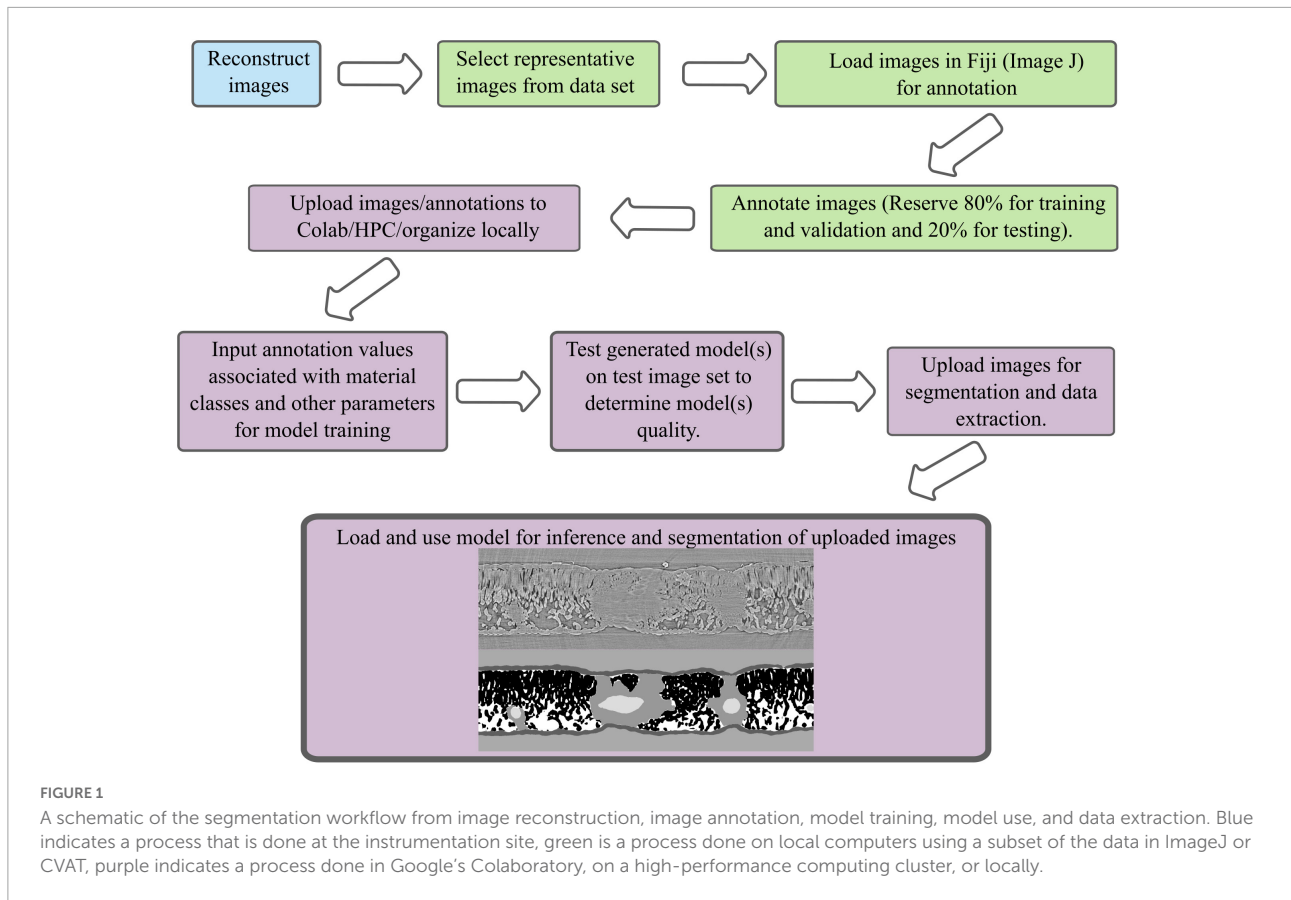 Reconstruct
images
Select representative
images from data set
Load images in Fiji (Image J)
for annotation
Annotate images (Reserve 80% for training
and validation and 20% for testing).
Upload images/annotations to
Colab/HPC/organize locally
Input annotation values
associated with material
classes and other parameters
for model training
Test generated model(s)
on test image set to
determine model(s)
quality.
Upload images for
segmentation and data
extraction.
Load and use model for inference and segmentation of uploaded images
FIGURE 1
A schematic of the segmentation workflow from image reconstruction, image annotation, model training, model use, and data extraction. Blue
indicates a process that is done at the instrumentation site, green is a process done on local computers using a subset of the data in ImageJ or
CVAT, purple indicates a process done in Google's Colaboratory, on a high-performance computing cluster, or locally.